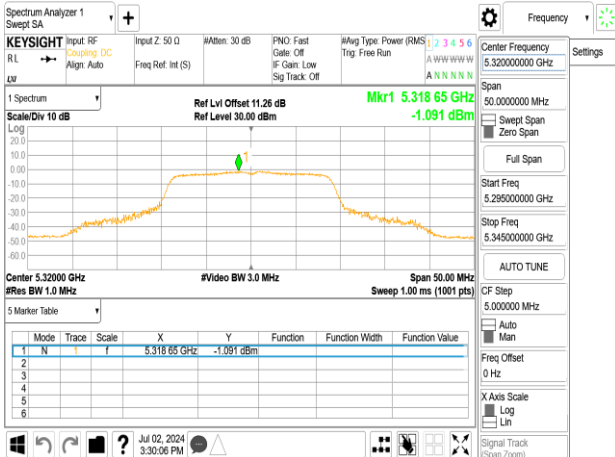 Spectrum Analyzer 1
Swept SA
Frequency
KEYSIGHT
RL
LXI
Input: RF
Coupling: DC
Align: Auto
Input Z: 50 Ω
Freq Ref: Int (S)
#Atten: 30 dB
PNO: Fast
Gate: Off
IF Gain: Low
Sig Track: Off
#Avg Type: Power (RMS
Trig: Free Run
1 2 3 4 5 6
A W W W W W
A N N N N N
1 Spectrum
Scale/Div 10 dB
Ref Lvl Offset 11.26 dB
Ref Level 30.00 dBm
Mkr1 5.318 65 GHz
-1.091 dBm
Log
20.0
10.0
0.00
-10.0
-20.0
-30.0
-40.0
-50.0
-60.0
1
Center 5.32000 GHz
#Res BW 1.0 MHz
#Video BW 3.0 MHz
Span 50.00 MHz
Sweep 1.00 ms (1001 pts)
5 Marker Table
Mode Trace Scale X Y Function Function Width Function Value
1 N 1 f 5.318 65 GHz -1.091 dBm
2
3
4
5
6
Jul 02, 2024
3:30:06 PM
Center Frequency
5.320000000 GHz
Settings
Span
50.0000000 MHz
Swept Span
Zero Span
Full Span
Start Freq
5.295000000 GHz
Stop Freq
5.345000000 GHz
AUTO TUNE
CF Step
5.000000 MHz
Auto
Man
Freq Offset
0 Hz
X Axis Scale
Log
Lin
Signal Track
(Span Zoom)